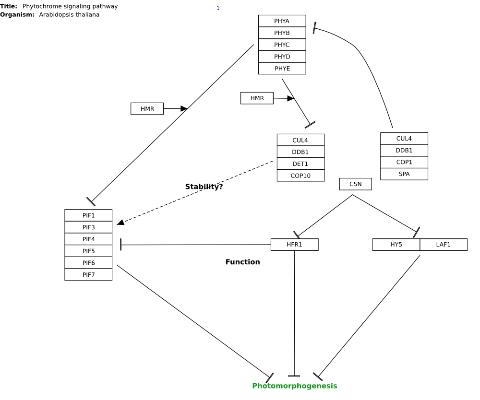 Title: Phytochrome signaling pathway
Organism: Arabidopsis thaliana
1
PHYA
PHYB
PHYC
PHYD
PHYE
HMR
HMR
CUL4
DDB1
DET1
COP10
CUL4
DDB1
COP1
SPA
CSN
Stability?
PIF1
PIF3
PIF4
PIF5
PIF6
PIF7
HFR1
HY5
LAF1
Function
Photomorphogenesis